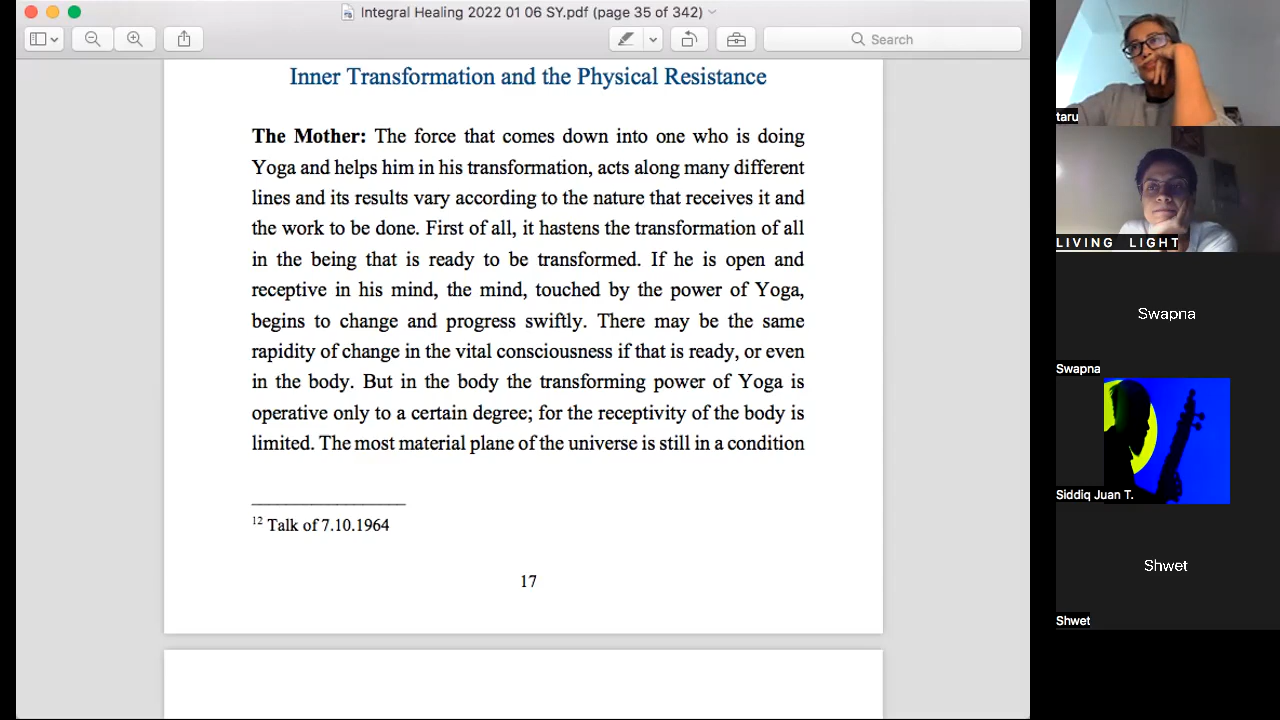 Integral Healing 2022 01 06 SY.pdf (page 35 of 342)
Search
Inner Transformation and the Physical Resistance
The Mother: The force that comes down into one who is doing
Yoga and helps him in his transformation, acts along many different
lines and its results vary according to the nature that receives it and
the work to be done. First of all, it hastens the transformation of all
in the being that is ready to be transformed. If he is open and
receptive in his mind, the mind, touched by the power of Yoga,
begins to change and progress swiftly. There may be the same
rapidity of change in the vital consciousness if that is ready, or even
in the body. But in the body the transforming power of Yoga is
operative only to a certain degree; for the receptivity of the body is
limited. The most material plane of the universe is still in a condition
12 Talk of 7.10.1964
17
taru
LIVING LIGHT
Swapna
Swapna
Siddiq Juan T.
Shwet
Shwet